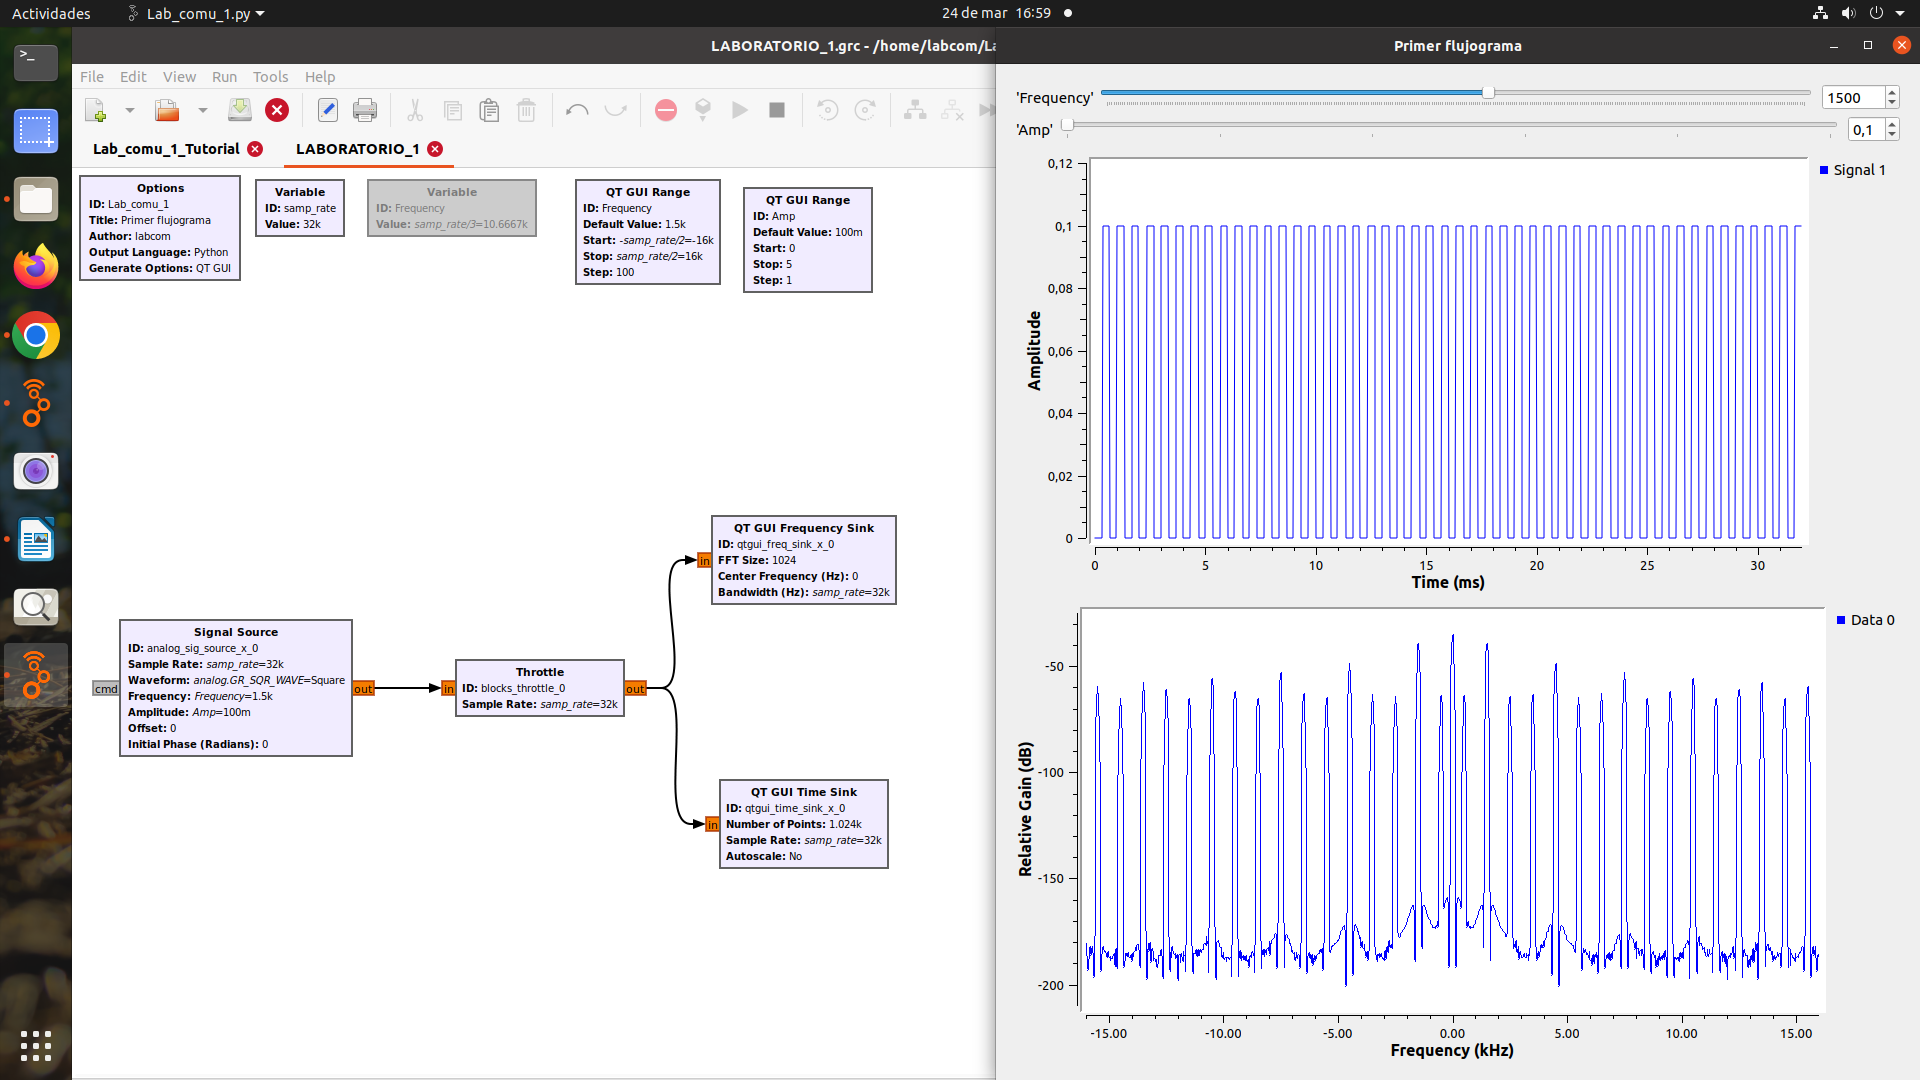 Actividades
Lab_comu_1.py
24 de mar 16:59
LABORATORIO_1.grc - /home/labcom/La
Primer flujograma
File Edit View Run Tools Help
'Frequency'
1500
'Amp'
0,1
Lab_comu_1_Tutorial
LABORATORIO_1
Options
ID: Lab_comu_1
Title: Primer flujograma
Author: labcom
Output Language: Python
Generate Options: QT GUI
Variable
ID: samp_rate
Value: 32k
Variable
ID: Frequency
Value: samp_rate/3=10.6667k
QT GUI Range
ID: Frequency
Default Value: 1.5k
Start: -samp_rate/2=-16k
Stop: samp_rate/2=16k
Step: 100
QT GUI Range
ID: Amp
Default Value: 100m
Start: 0
Stop: 5
Step: 1
QT GUI Frequency Sink
ID: qtgui_freq_sink_x_0
FFT Size: 1024
Center Frequency (Hz): 0
Bandwidth (Hz): samp_rate=32k
in
Signal Source
ID: analog_sig_source_x_0
Sample Rate: samp_rate=32k
Waveform: analog.GR_SQR_WAVE=Square
Frequency: Frequency=1.5k
Amplitude: Amp=100m
Offset: 0
Initial Phase (Radians): 0
cmd
out
Throttle
ID: blocks_throttle_0
Sample Rate: samp_rate=32k
in
out
QT GUI Time Sink
ID: qtgui_time_sink_x_0
Number of Points: 1.024k
Sample Rate: samp_rate=32k
Autoscale: No
in
0,12
0,1
0,08
0,06
0,04
0,02
0
Amplitude
0 5 10 15 20 25 30
Time (ms)
Signal 1
-50
-100
-150
-200
Relative Gain (dB)
-15.00 -10.00 -5.00 0.00 5.00 10.00 15.00
Frequency (kHz)
Data 0